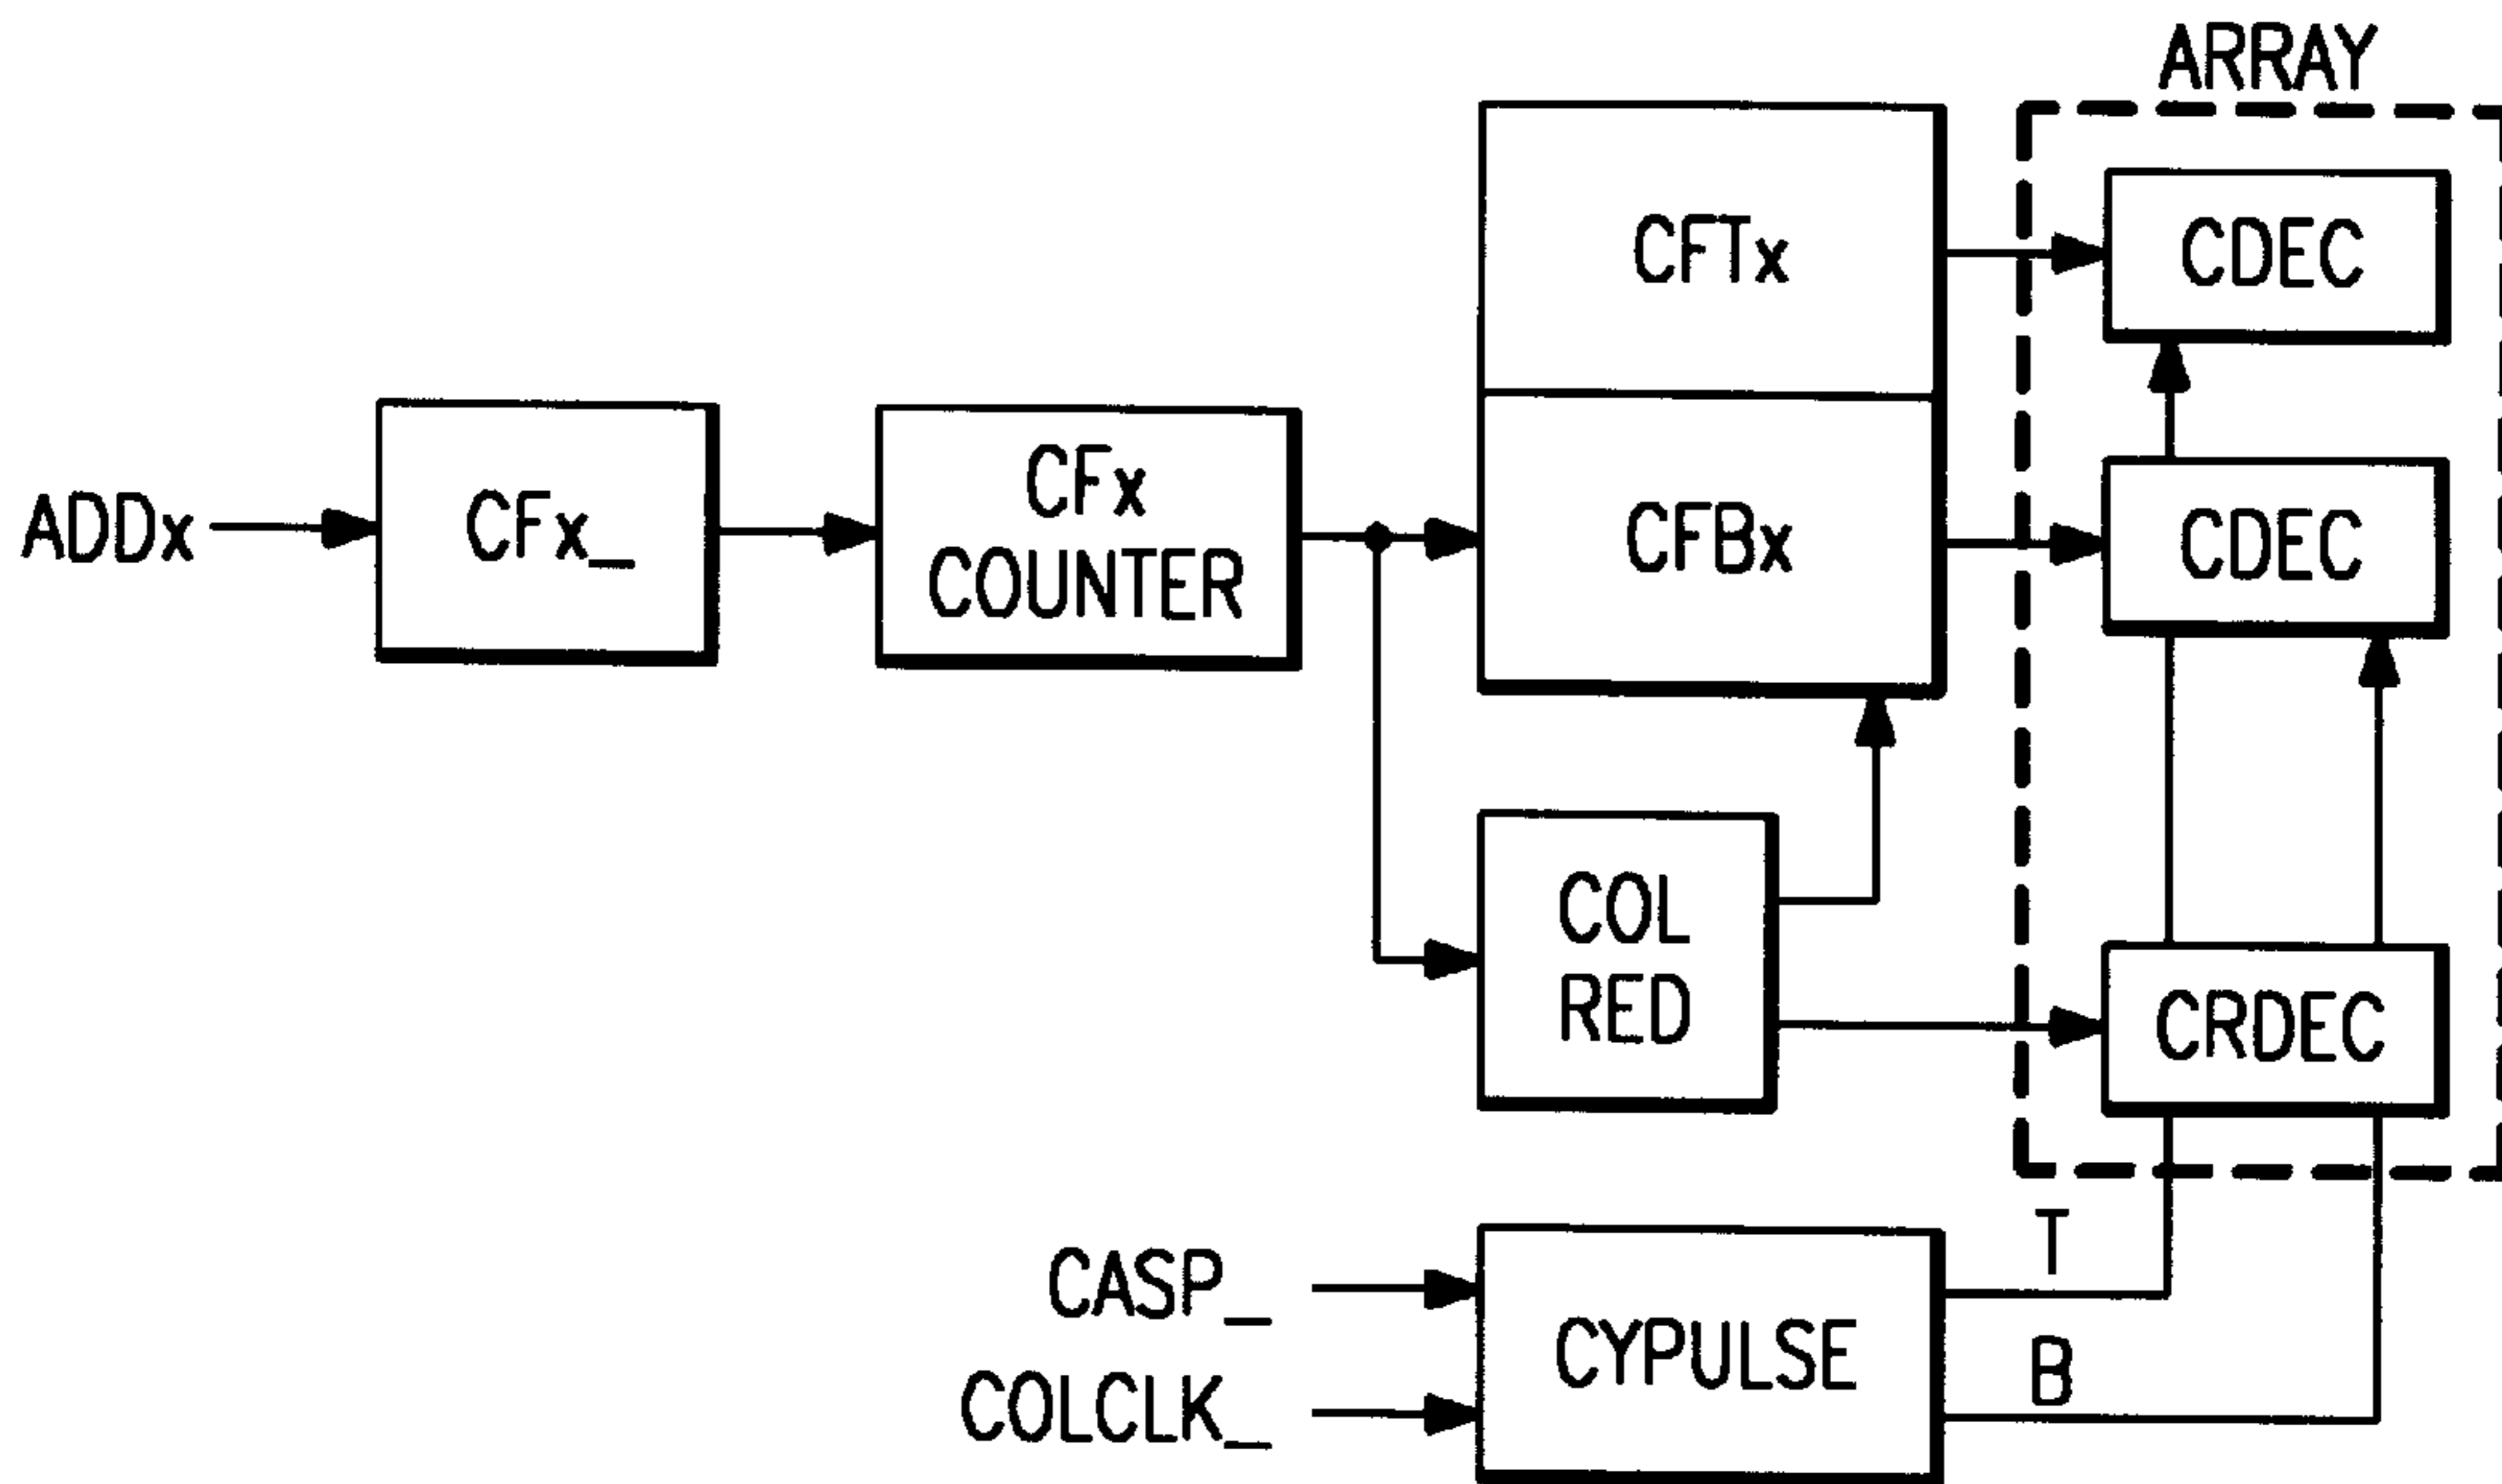 ARRAY
CFTx
CDEC
ADDx
CFx_
CFx
COUNTER
CFBx
CDEC
COL
RED
CRDEC
T
CASP_
CYPULSE
B
COLCLK_